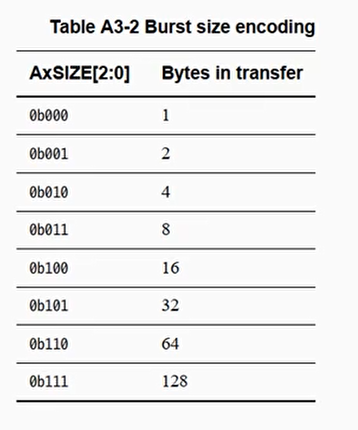 Table A3-2 Burst size encoding
AxSIZE[2:0] Bytes in transfer
0b000 1
0b001 2
0b010 4
0b011 8
0b100 16
0b101 32
0b110 64
0b111 128